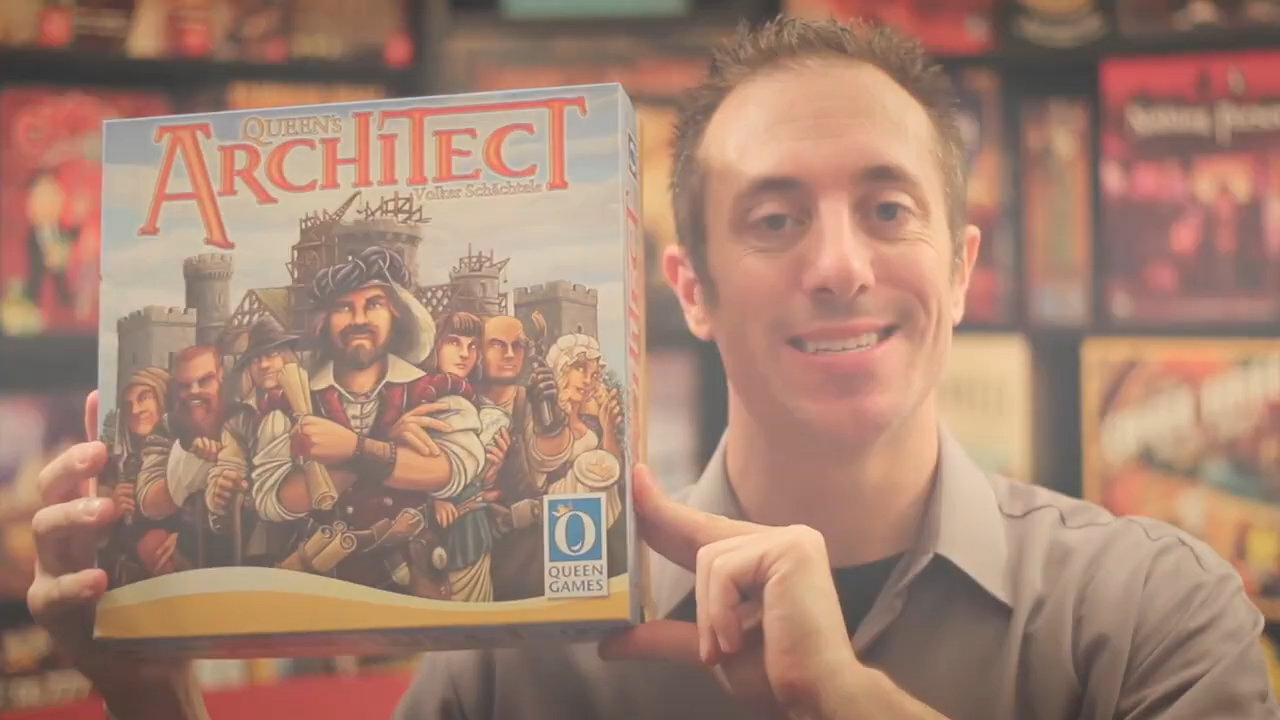 QUEEN'S
ARCHITECT
Volker Schächtele
QUEEN
GAMES